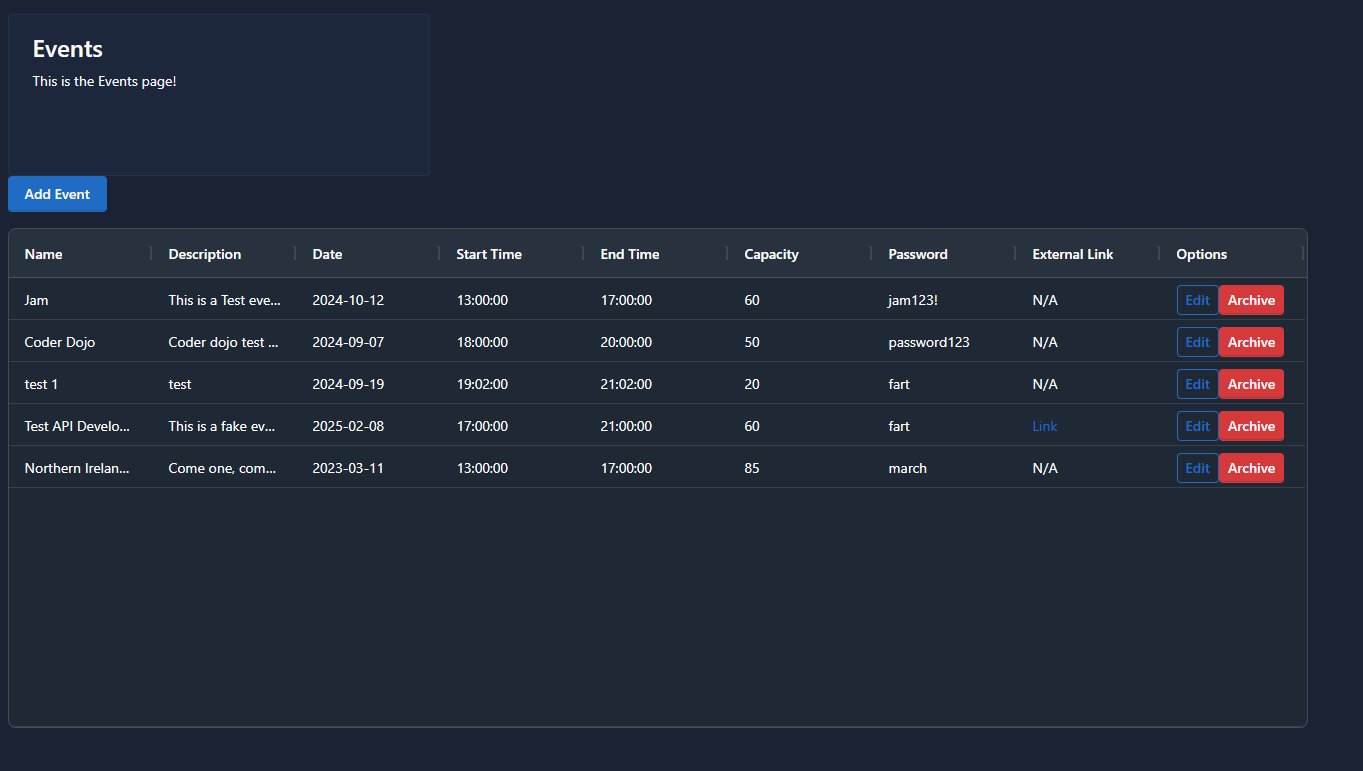 Events
This is the Events page!
Add Event
Name Description Date Start Time End Time Capacity Password External Link Options
Jam This is a Test eve... 2024-10-12 13:00:00 17:00:00 60 jam123! N/A Edit Archive
Coder Dojo Coder dojo test ... 2024-09-07 18:00:00 20:00:00 50 password123 N/A Edit Archive
test 1 test 2024-09-19 19:02:00 21:02:00 20 fart N/A Edit Archive
Test API Develo... This is a fake ev... 2025-02-08 17:00:00 21:00:00 60 fart Link Edit Archive
Northern Irelan... Come one, com... 2023-03-11 13:00:00 17:00:00 85 march N/A Edit Archive